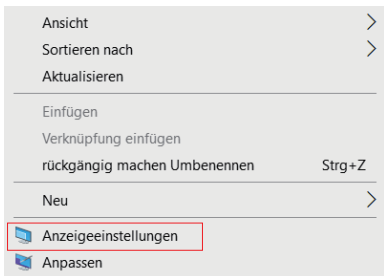 Ansicht
Sortieren nach
Aktualisieren
Einfügen
Verknüpfung einfügen
rückgängig machen Umbenennen Strg+Z
Neu
Anzeigeeinstellungen
Anpassen